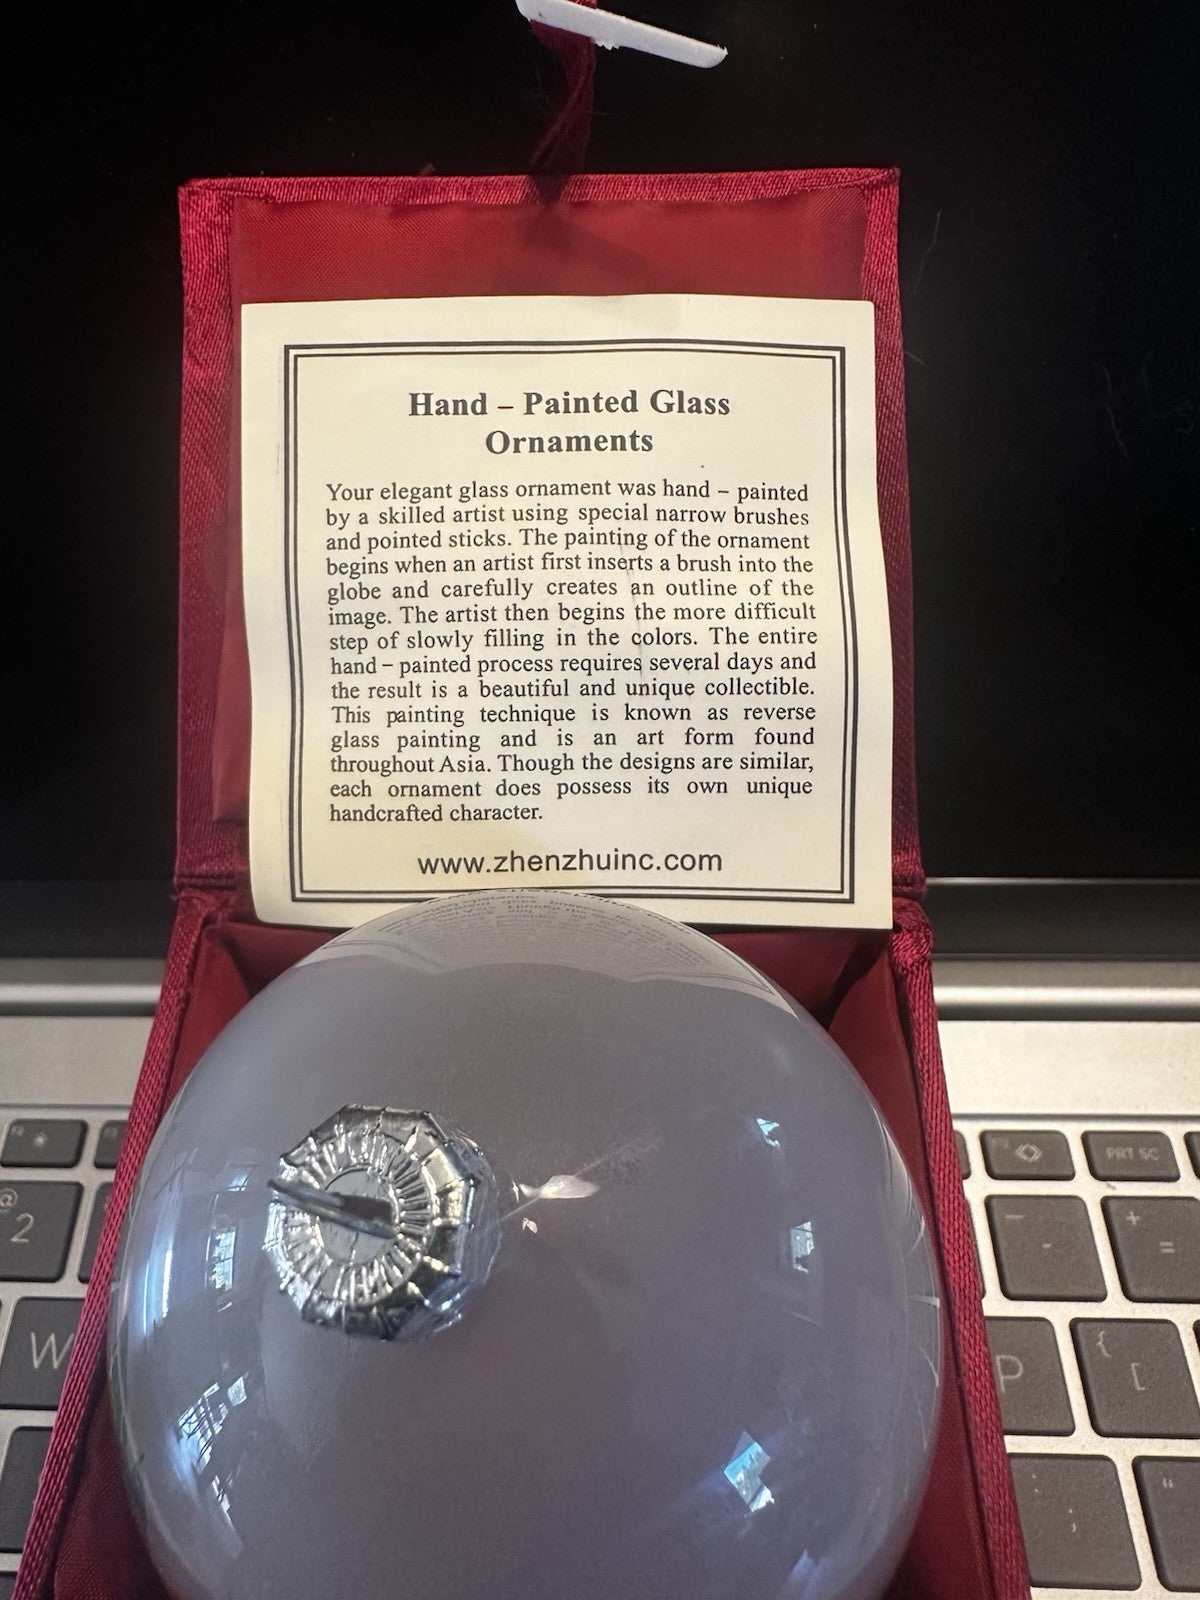 Hand – Painted Glass
Ornaments
Your elegant glass ornament was hand – painted
by a skilled artist using special narrow brushes
and pointed sticks. The painting of the ornament
begins when an artist first inserts a brush into the
globe and carefully creates an outline of the
image. The artist then begins the more difficult
step of slowly filling in the colors. The entire
hand – painted process requires several days and
the result is a beautiful and unique collectible.
This painting technique is known as reverse
glass painting and is an art form found
throughout Asia. Though the designs are similar,
each ornament does possess its own unique
handcrafted character.
www.zhenzhuinc.com
PRT SC
@
2
- 
+
=
W
P
{
[
"